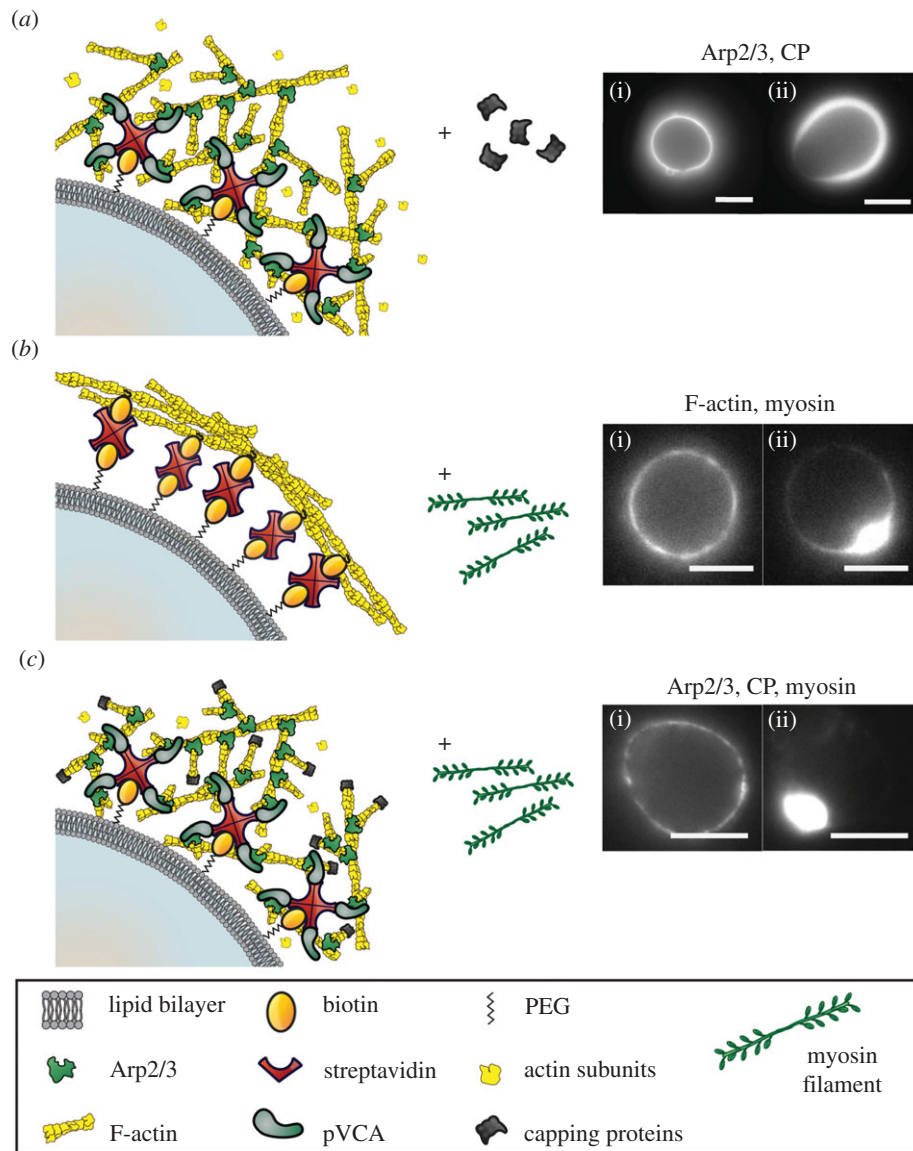 (a)
Arp2/3, CP
+
(i)
(ii)
(b)
F-actin, myosin
+
(i)
(ii)
(c)
Arp2/3, CP, myosin
+
(i)
(ii)
lipid bilayer
biotin
PEG
Arp2/3
streptavidin
actin subunits
myosin
filament
F-actin
pVCA
capping proteins